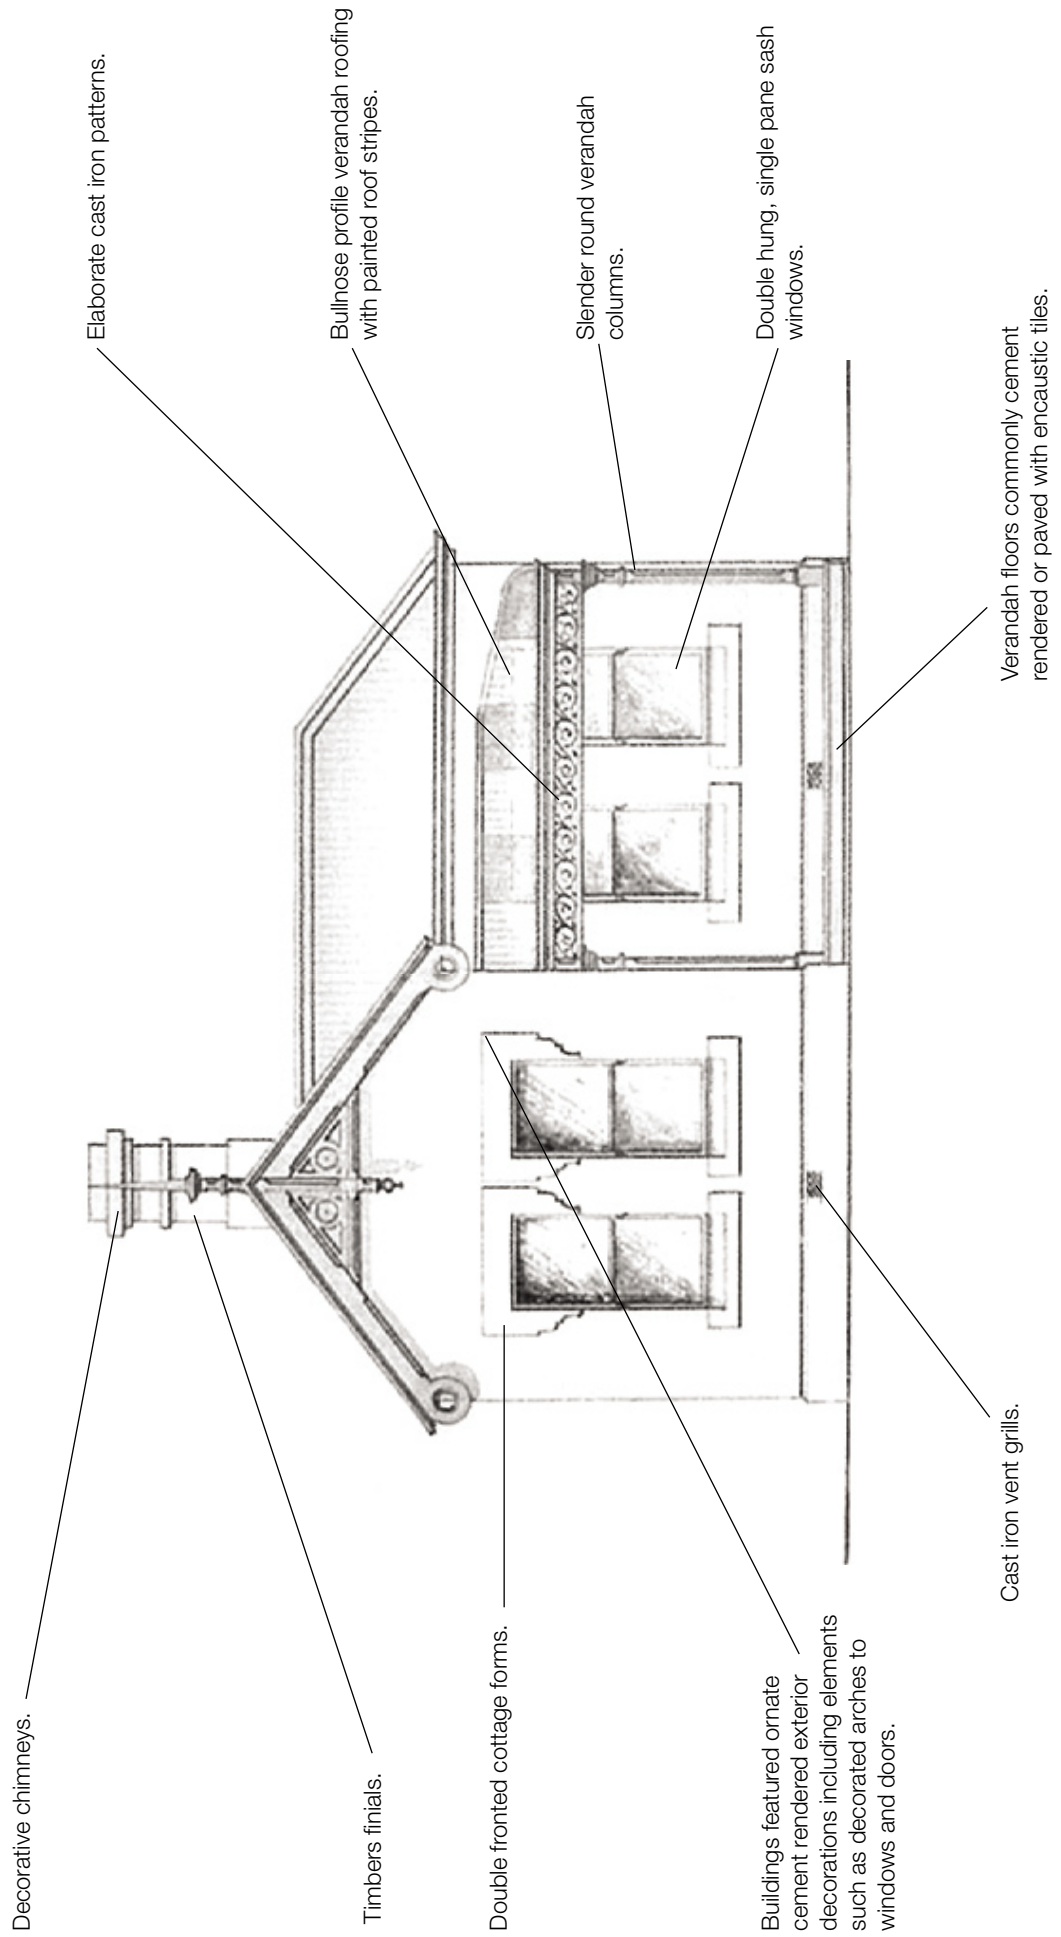 Decorative chimneys.
Timbers finials.
Double fronted cottage forms.
Buildings featured ornate
cement rendered exterior
decorations including elements
such as decorated arches to
windows and doors.
Cast iron vent grills.
Elaborate cast iron patterns.
Bullnose profile verandah roofing
with painted roof stripes.
Slender round verandah
columns.
Double hung, single pane sash
windows.
Verandah floors commonly cement
rendered or paved with encaustic tiles.